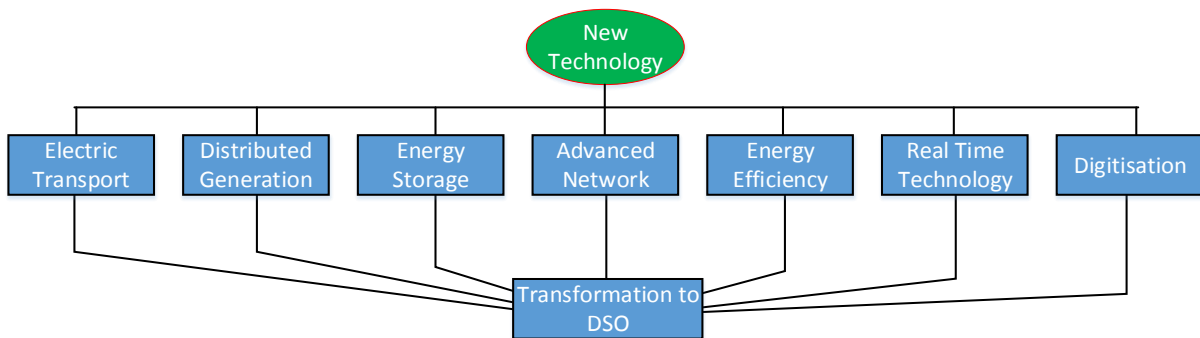 New
Technology
Electric
Transport
Distributed
Generation
Energy
Storage
Advanced
Network
Energy
Efficiency
Real Time
Technology
Digitisation
Transformation to
DSO